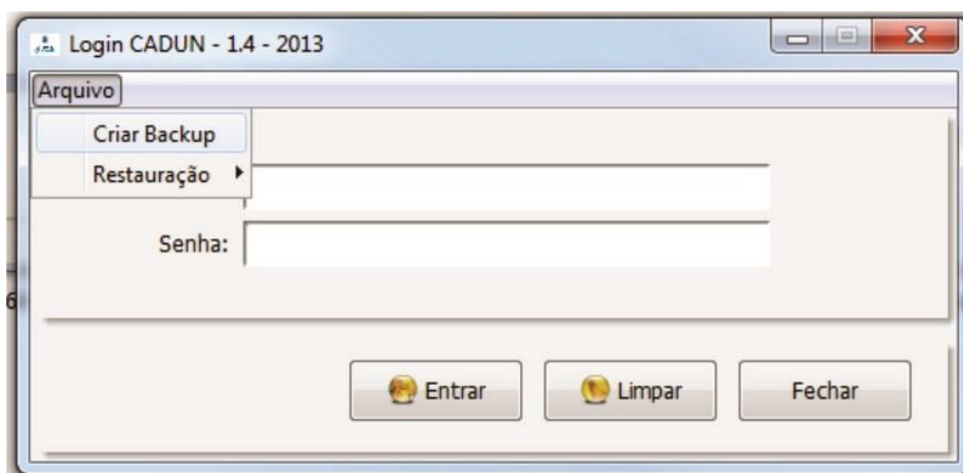 Login CADUN - 1.4 - 2013
Arquivo
Criar Backup
Restauração
Senha:
Entrar Limpar Fechar